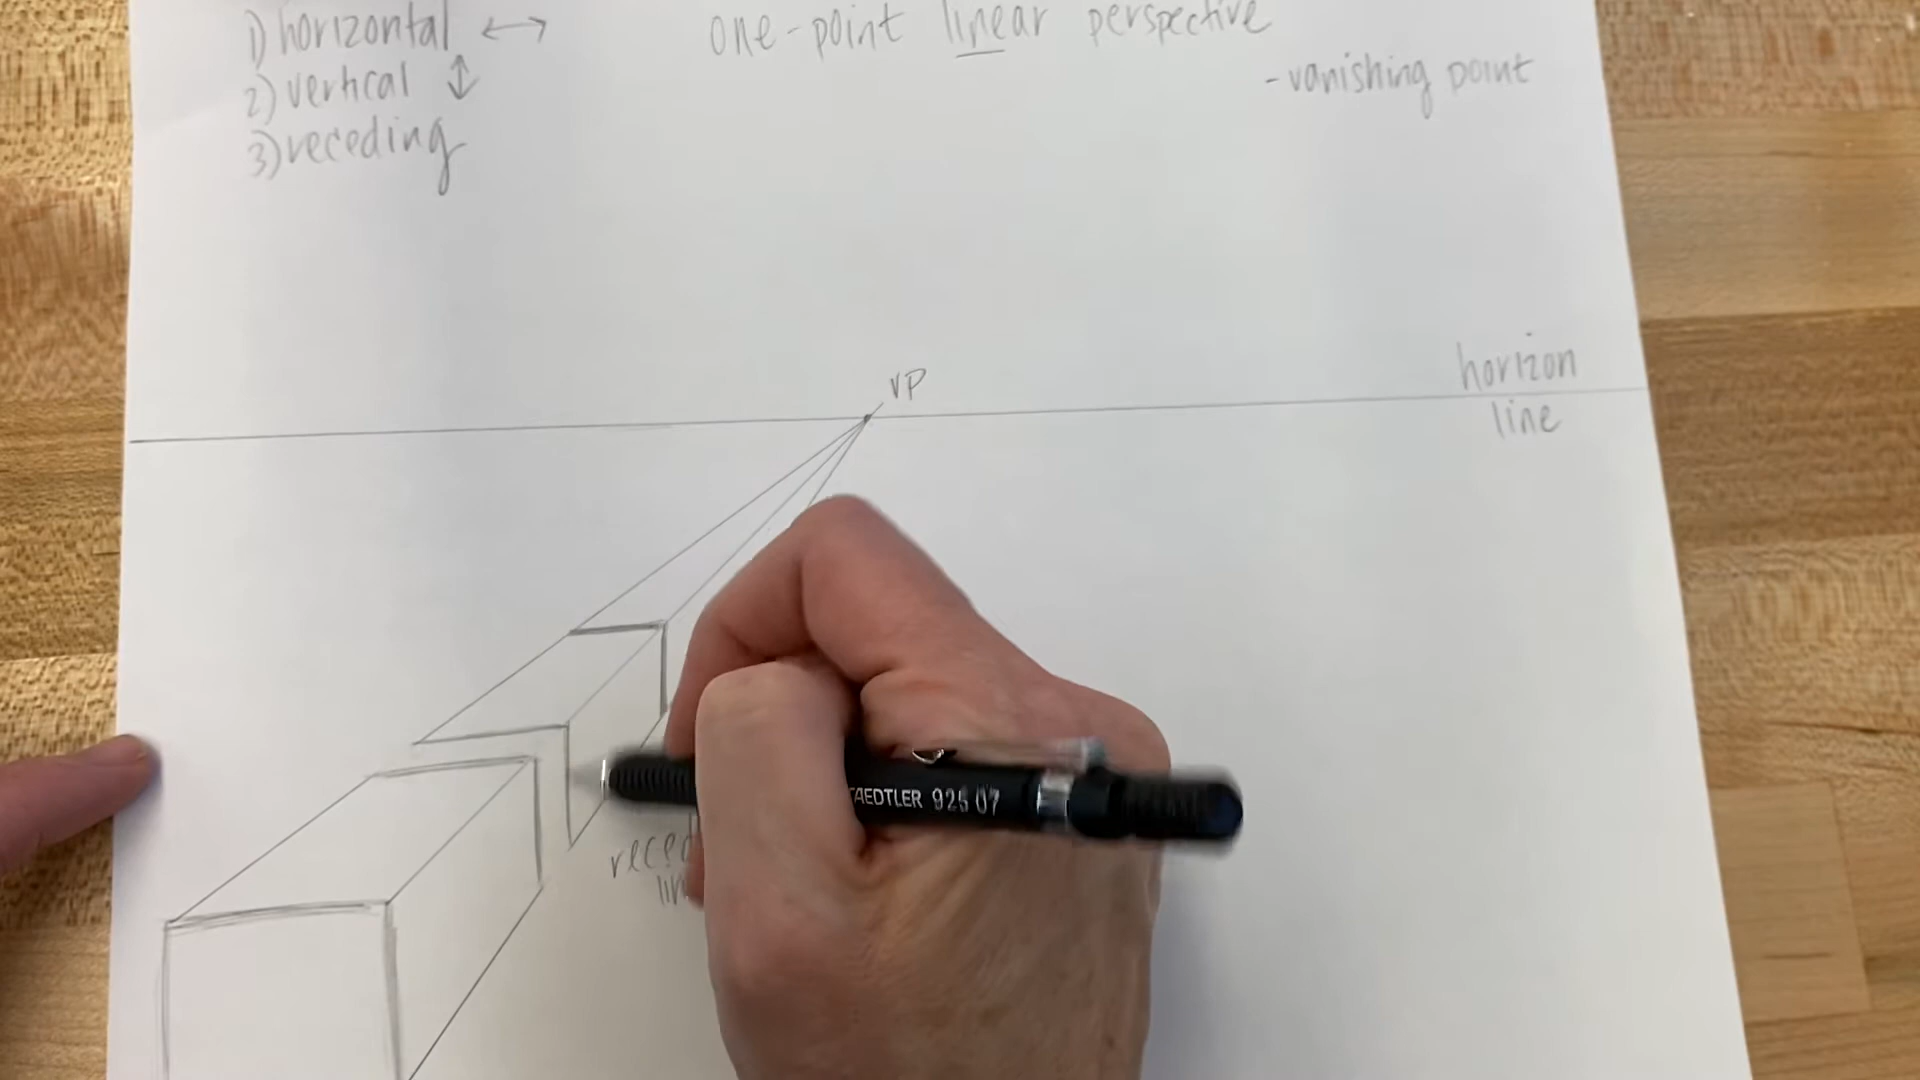 1) horizontal ↔
2) vertical ↕
3) receding
one-point linear perspective
- vanishing point
VP
horizon
line
STAEDTLER 925 07